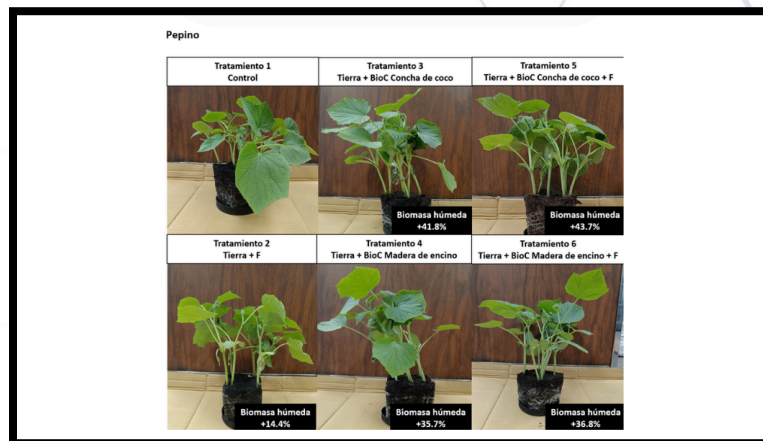 Pepino
Tratamiento 1
Control
Tratamiento 3
Tierra + BioC Concha de coco
Tratamiento 5
Tierra + BioC Concha de coco + F
Biomasa húmeda
+41.8%
Biomasa húmeda
+43.7%
Tratamiento 2
Tierra + F
Tratamiento 4
Tierra + BioC Madera de encino
Tratamiento 6
Tierra + BioC Madera de encino + F
Biomasa húmeda
+14.4%
Biomasa húmeda
+35.7%
Biomasa húmeda
+36.8%